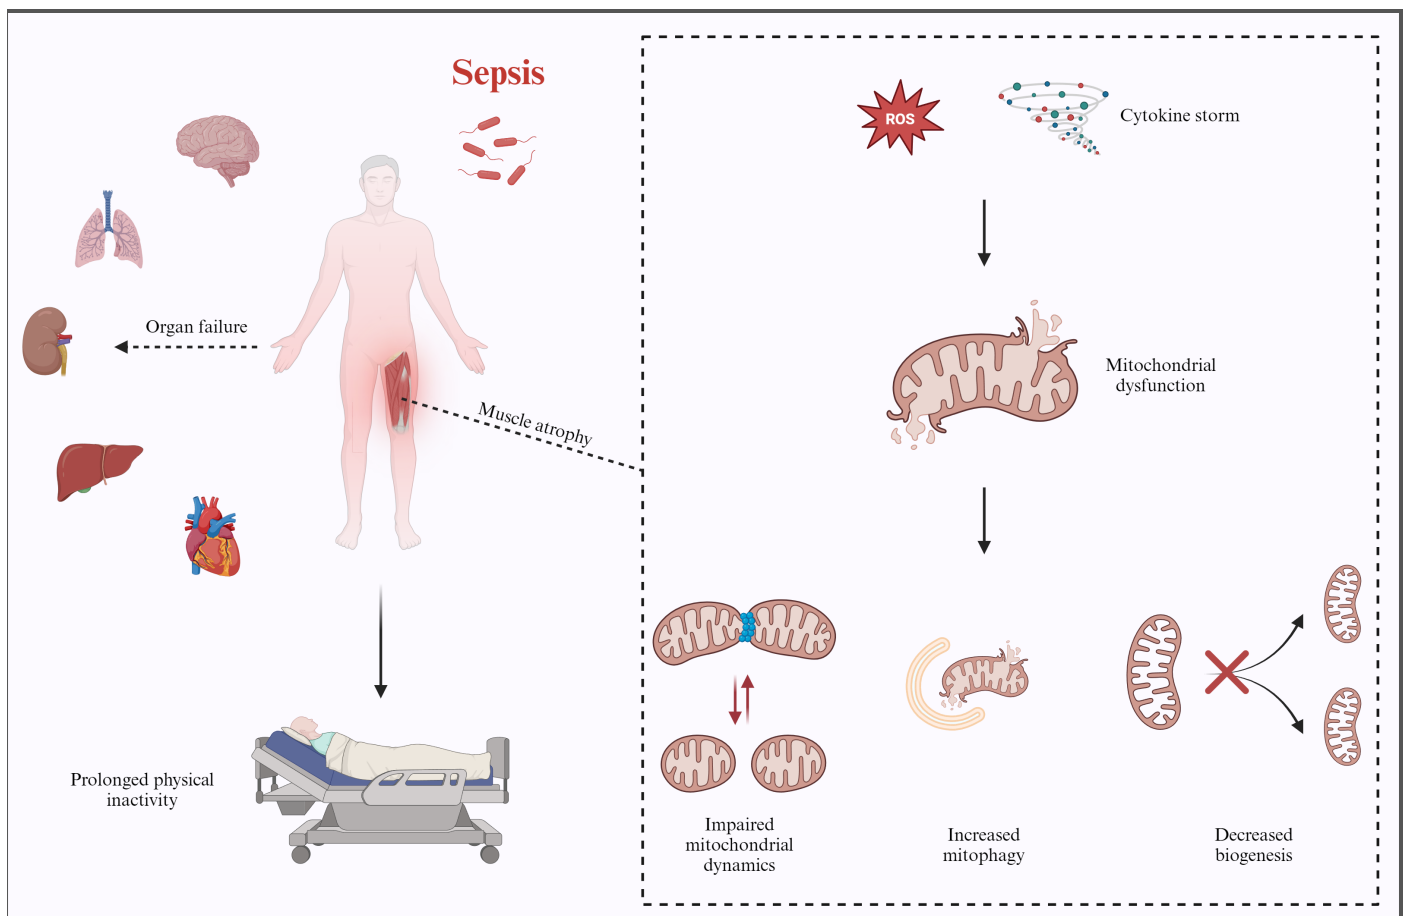 Sepsis
Organ failure
Muscle atrophy
Prolonged physical
inactivity
ROS
Cytokine storm
Mitochondrial
dysfunction
Impaired
mitochondrial
dynamics
Increased
mitophagy
Decreased
biogenesis